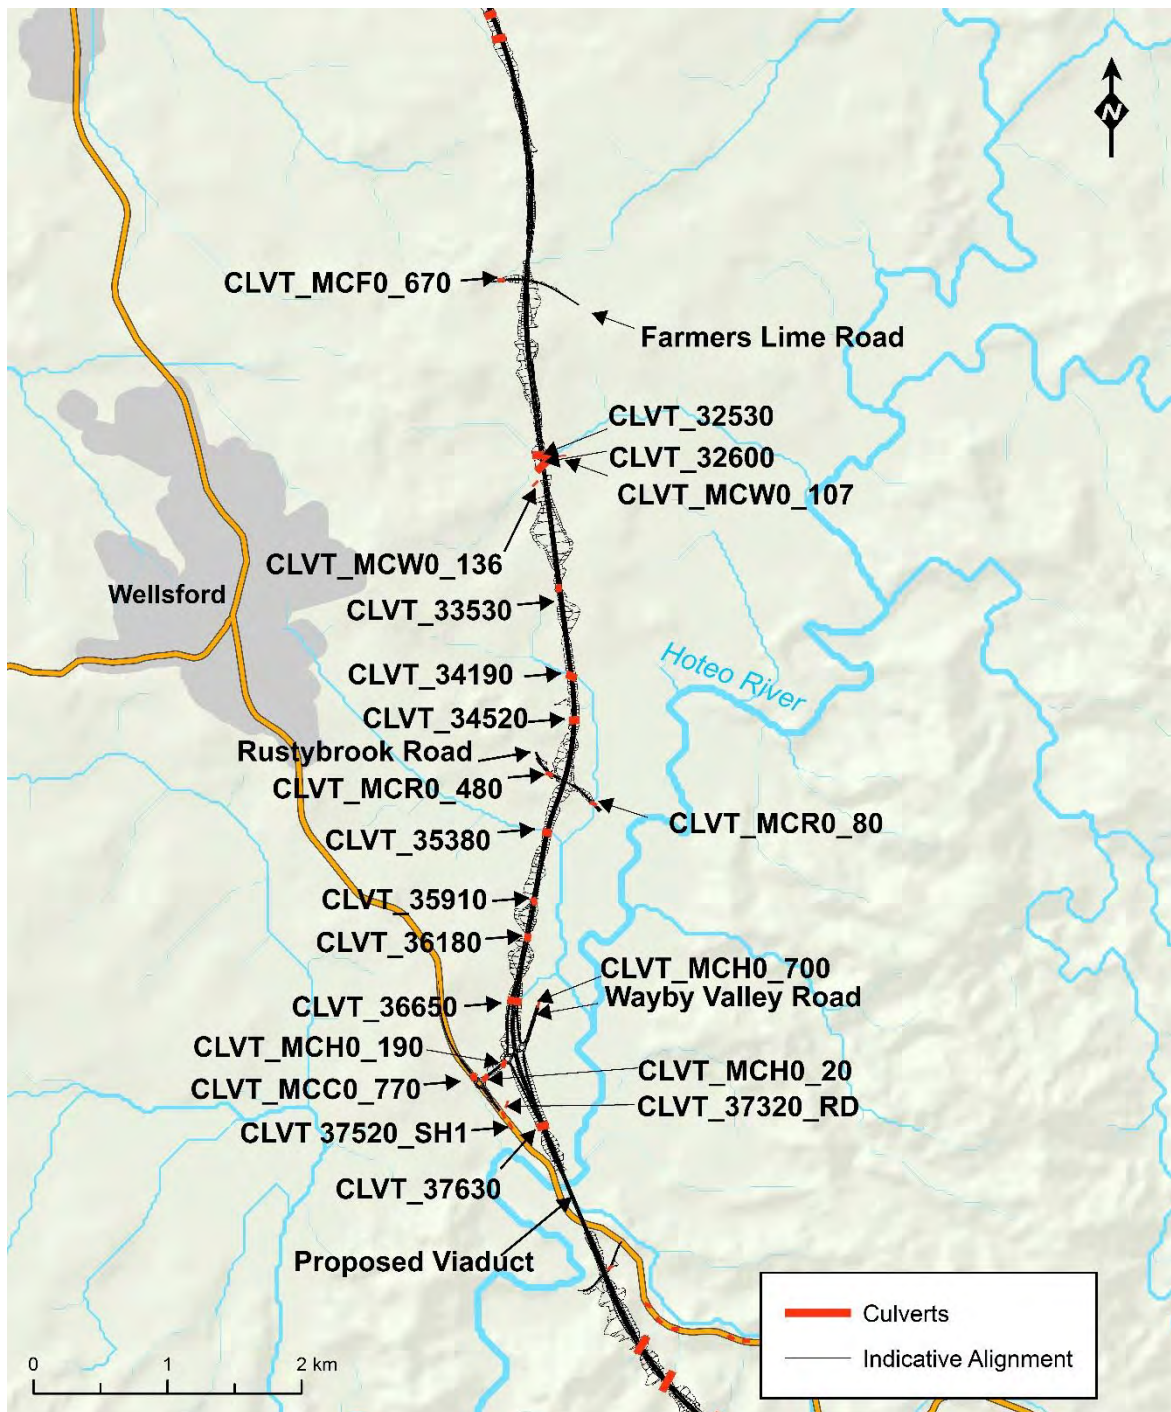 N
CLVT_MCF0_670
Farmers Lime Road
CLVT_32530
CLVT_32600
CLVT_MCW0_107
CLVT_MCW0_136
Wellsford
CLVT_33530
Hoteo River
CLVT_34190
CLVT_34520
Rustybrook Road
CLVT_MCR0_480
CLVT_MCR0_80
CLVT_35380
CLVT_35910
CLVT_36180
CLVT_MCH0_700
Wayby Valley Road
CLVT_36650
CLVT_MCH0_190
CLVT_MCH0_20
CLVT_MCC0_770
CLVT_37320_RD
CLVT 37520_SH1
CLVT_37630
Proposed Viaduct
Culverts
Indicative Alignment
0 1 2 km